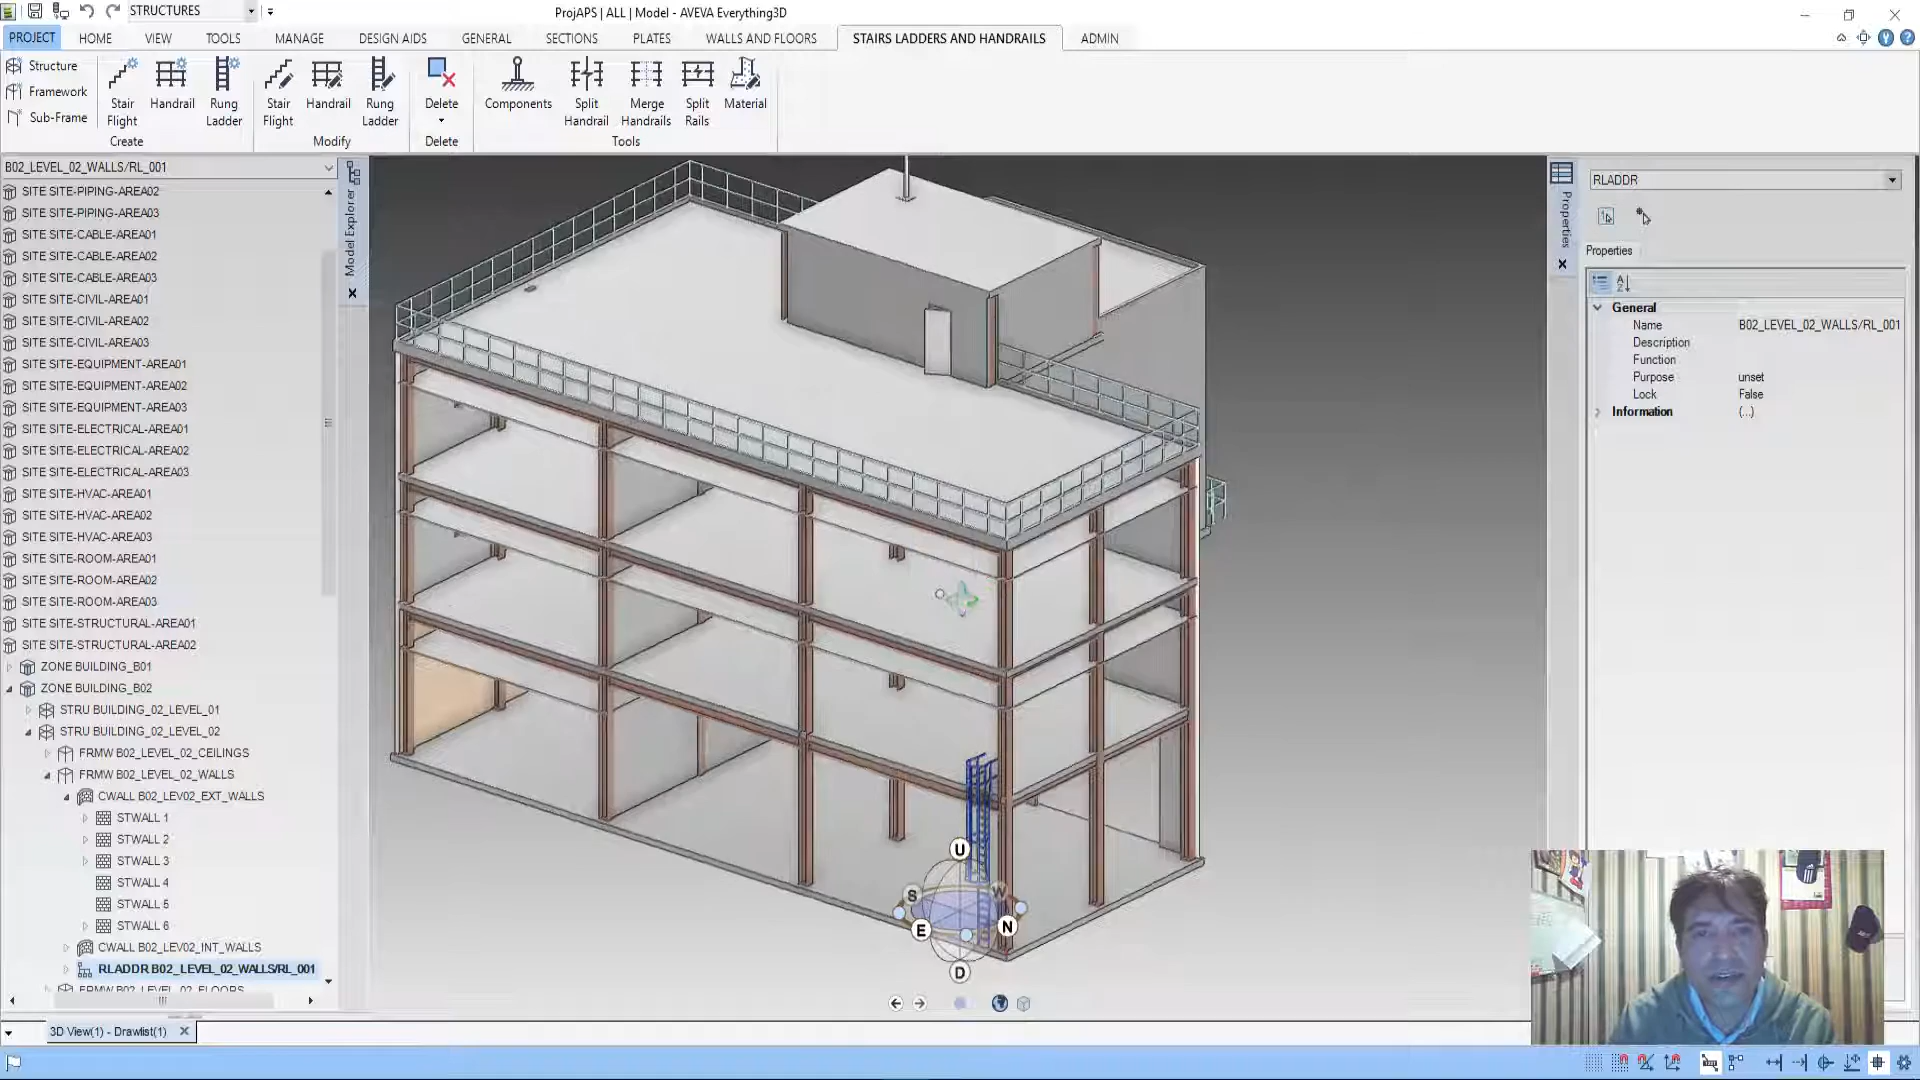 STRUCTURES
ProjAPS | ALL | Model - AVEVA Everything3D
PROJECT HOME VIEW TOOLS MANAGE DESIGN AIDS GENERAL SECTIONS PLATES WALLS AND FLOORS STAIRS LADDERS AND HANDRAILS ADMIN
Structure
Framework
Sub-Frame
Stair Flight
Handrail
Rung Ladder
Create
Stair Flight
Handrail
Rung Ladder
Modify
Delete
Delete
Components
Split Handrail
Merge Handrails
Split Rails
Material
Tools
B02_LEVEL_02_WALLS/RL_001
SITE SITE-PIPING-AREA02
SITE SITE-PIPING-AREA03
SITE SITE-CABLE-AREA01
SITE SITE-CABLE-AREA02
SITE SITE-CABLE-AREA03
SITE SITE-CIVIL-AREA01
SITE SITE-CIVIL-AREA02
SITE SITE-CIVIL-AREA03
SITE SITE-EQUIPMENT-AREA01
SITE SITE-EQUIPMENT-AREA02
SITE SITE-EQUIPMENT-AREA03
SITE SITE-ELECTRICAL-AREA01
SITE SITE-ELECTRICAL-AREA02
SITE SITE-ELECTRICAL-AREA03
SITE SITE-HVAC-AREA01
SITE SITE-HVAC-AREA02
SITE SITE-HVAC-AREA03
SITE SITE-ROOM-AREA01
SITE SITE-ROOM-AREA02
SITE SITE-ROOM-AREA03
SITE SITE-STRUCTURAL-AREA01
SITE SITE-STRUCTURAL-AREA02
ZONE BUILDING_B01
ZONE BUILDING_B02
STRU BUILDING_02_LEVEL_01
STRU BUILDING_02_LEVEL_02
FRMW B02_LEVEL_02_CEILINGS
FRMW B02_LEVEL_02_WALLS
CWALL B02_LEV02_EXT_WALLS
STWALL 1
STWALL 2
STWALL 3
STWALL 4
STWALL 5
STWALL 6
CWALL B02_LEV02_INT_WALLS
RLADDR B02_LEVEL_02_WALLS/RL_001
FRMW B02_LEVEL_02_FLOORS
Model Explorer
U
S
W
E
N
D
3D View(1) - Drawlist(1)
Properties
RLADDR
Properties
General
Name B02_LEVEL_02_WALLS/RL_001
Description
Function
Purpose unset
Lock False
Information (...)